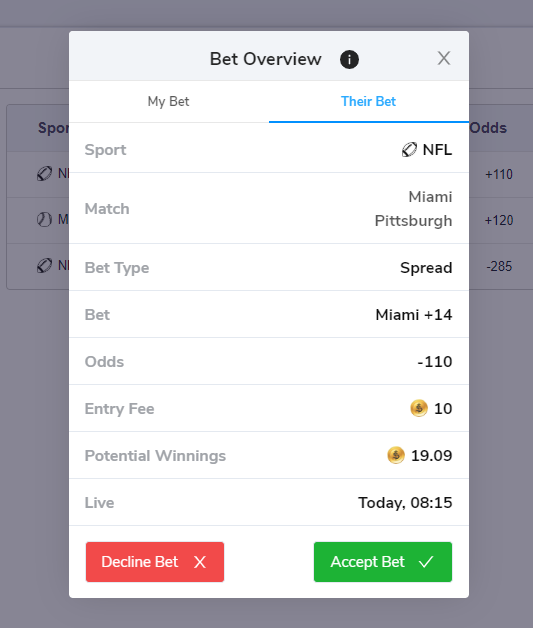 Bet Overview i X
My Bet Their Bet
Sport NFL
Match Miami
Pittsburgh
Bet Type Spread
Bet Miami +14
Odds -110
Entry Fee 10
Potential Winnings 19.09
Live Today, 08:15
Decline Bet X Accept Bet
Odds
+110
+120
-285